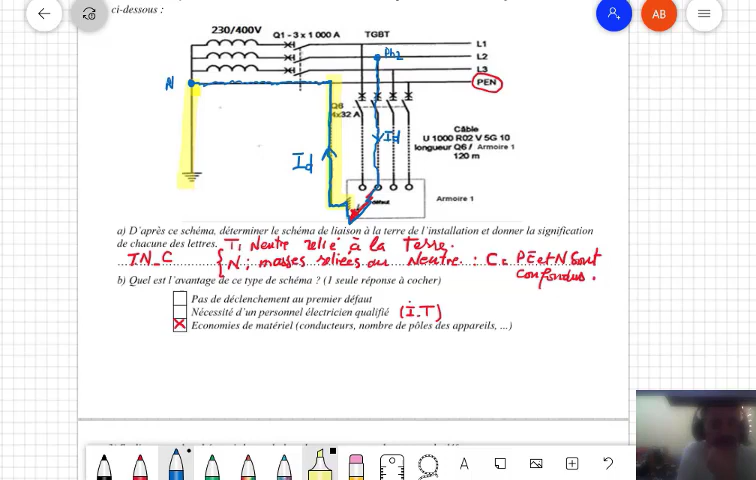 ci-dessous :
AB
230/400V Q1 - 3 x 1 000 A TGBT
L1
Ph2 L2
L3
N PEN
Q6
4x32 A
Id
Câble
U 1000 R02 V 5G 10
longueur Q6 / Armoire 1
120 m
Id
défaut
Armoire 1
a) D'après ce schéma, déterminer le schéma de liaison à la terre de l'installation et donner la signification
de chacune des lettres. T; Neutre relié à la terre.
TN_C N; masses reliées au Neutre : C = PE et N sont
confondus.
b) Quel est l'avantage de ce type de schéma ? (1 seule réponse à cocher)
Pas de déclenchement au premier défaut
Nécessité d'un personnel électricien qualifié (I.T)
X Economies de matériel (conducteurs, nombre de pôles des appareils, ...)
A